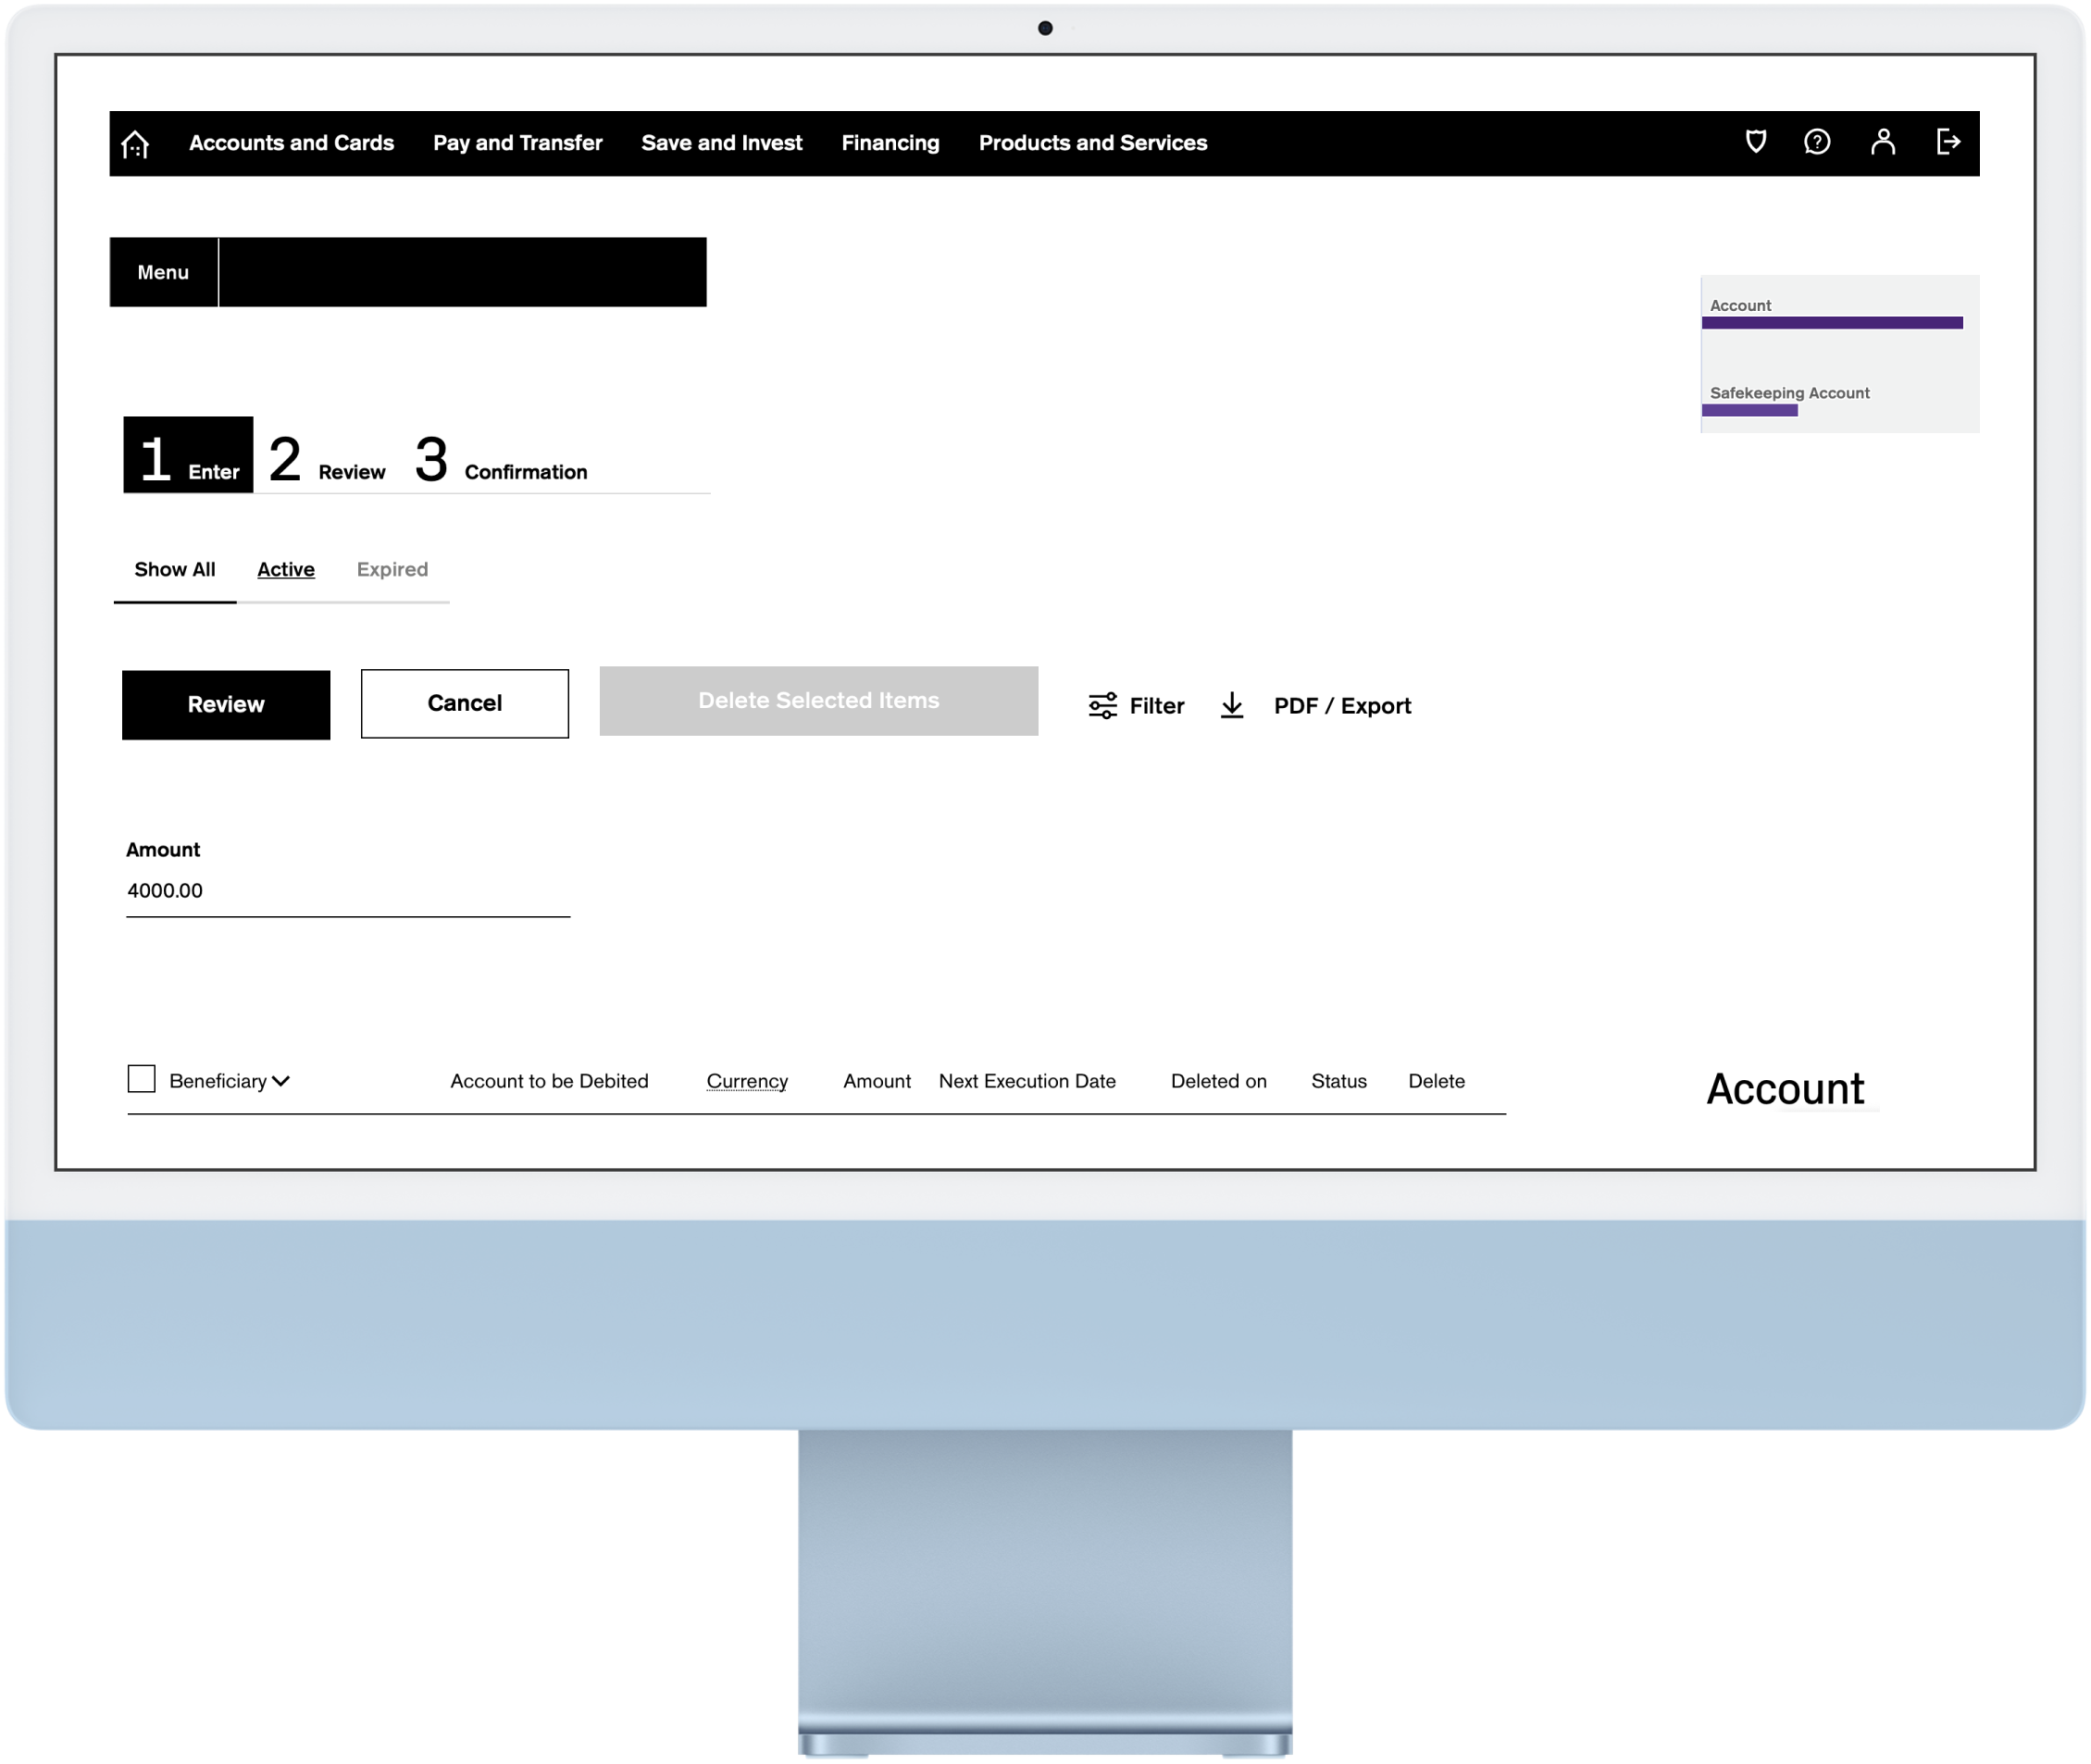 Accounts and Cards Pay and Transfer Save and Invest Financing Products and Services
Menu
Account
Safekeeping Account
1 Enter 2 Review 3 Confirmation
Show All Active Expired
Review Cancel Delete Selected Items Filter PDF / Export
Amount
4000.00
Beneficiary Account to be Debited Currency Amount Next Execution Date Deleted on Status Delete
Account